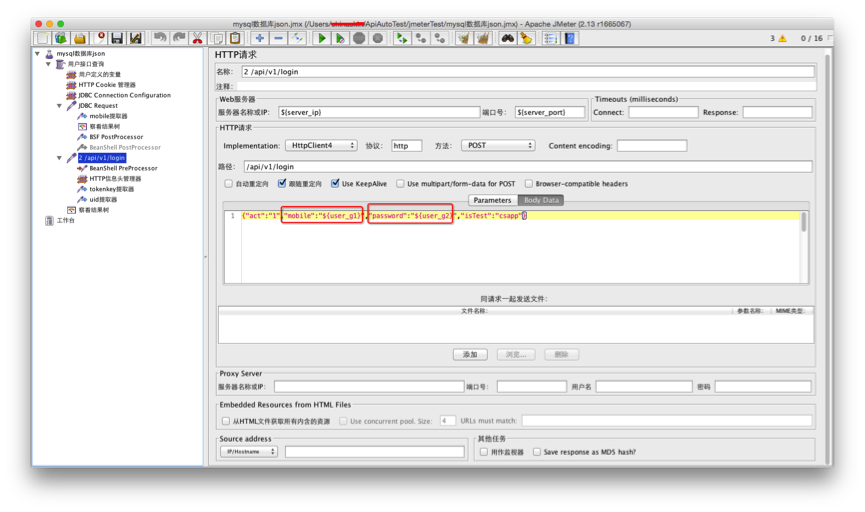 mysql数据库json.jmx (/Users/ApiAutoTest/jmeterTest/mysql数据库json.jmx) - Apache JMeter (2.13 r1665067)
3 0 / 16
mysql数据库json
用户接口查询
用户定义的变量
HTTP Cookie 管理器
JDBC Connection Configuration
JDBC Request
mobile提取器
察看结果树
BSF PostProcessor
BeanShell PostProcessor
2 /api/v1/login
BeanShell PreProcessor
HTTP信息头管理器
tokenkey提取器
uid提取器
察看结果树
工作台
HTTP请求
名称: 2 /api/v1/login
注释:
Web服务器
服务器名称或IP: ${server_ip} 端口号: ${server_port}
Timeouts (milliseconds)
Connect: Response:
HTTP请求
Implementation: HttpClient4 协议: http 方法: POST Content encoding:
路径: /api/v1/login
自动重定向 跟随重定向 Use KeepAlive Use multipart/form-data for POST Browser-compatible headers
Parameters Body Data
1 {"act":"1","mobile":"${user_g1}","password":"${user_g2}","isTest":"csapp"}
同请求一起发送文件:
文件名称: 参数名称: MIME类型:
添加 浏览... 删除
Proxy Server
服务器名称或IP: 端口号: 用户名 密码
Embedded Resources from HTML Files
从HTML文件获取所有内含的资源 Use concurrent pool. Size: 4 URLs must match:
Source address
IP/Hostname
其他任务
用作监视器 Save response as MD5 hash?